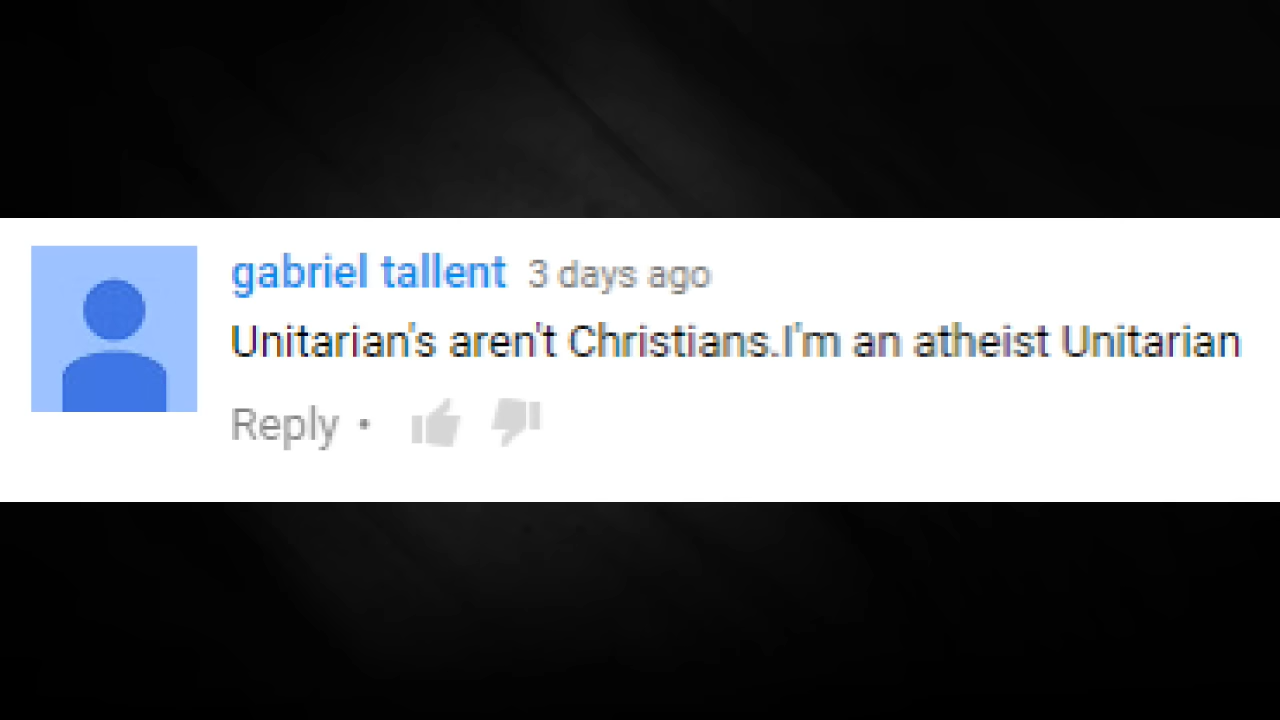 gabriel tallent 3 days ago
Unitarian's aren't Christians.I'm an atheist Unitarian
Reply •